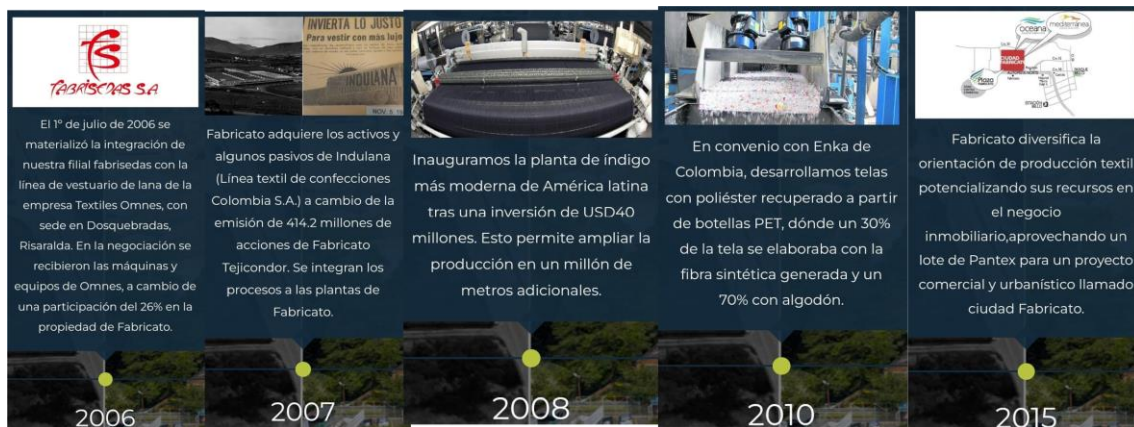 FABRISEDAS S.A
El 1º de julio de 2006 se
materializó la integración de
nuestra filial fabrisedas con la
línea de vestuario de lana de la
empresa Textiles Omnes, con
sede en Dosquebradas,
Risaralda. En la negociación se
recibieron las máquinas y
equipos de Omnes, a cambio de
una participación del 26% en la
propiedad de Fabricato.
2006
INVIERTA LO JUSTO
Para vestir con más lujo
INDULANA
NOV
Fabricato adquiere los activos y
algunos pasivos de Indulana
(Línea textil de confecciones
Colombia S.A.) a cambio de la
emisión de 414.2 millones de
acciones de Fabricato
Tejicondor. Se integran los
procesos a las plantas de
Fabricato.
2007
Inauguramos la planta de índigo
más moderna de América latina
tras una inversión de USD40
millones. Esto permite ampliar la
producción en un millón de
metros adicionales.
2008
En convenio con Enka de
Colombia, desarrollamos telas
con poliéster recuperado a partir
de botellas PET, dónde un 30%
de la tela se elaboraba con la
fibra sintética generada y un
70% con algodón.
2010
oceana
mediterránea
CIUDAD
FABRICATO
Plaza
Fabricato diversifica la
orientación de producción textil
potencializando sus recursos en
el negocio
inmobiliario,aprovechando un
lote de Pantex para un proyecto
comercial y urbanístico llamado
ciudad Fabricato.
2015